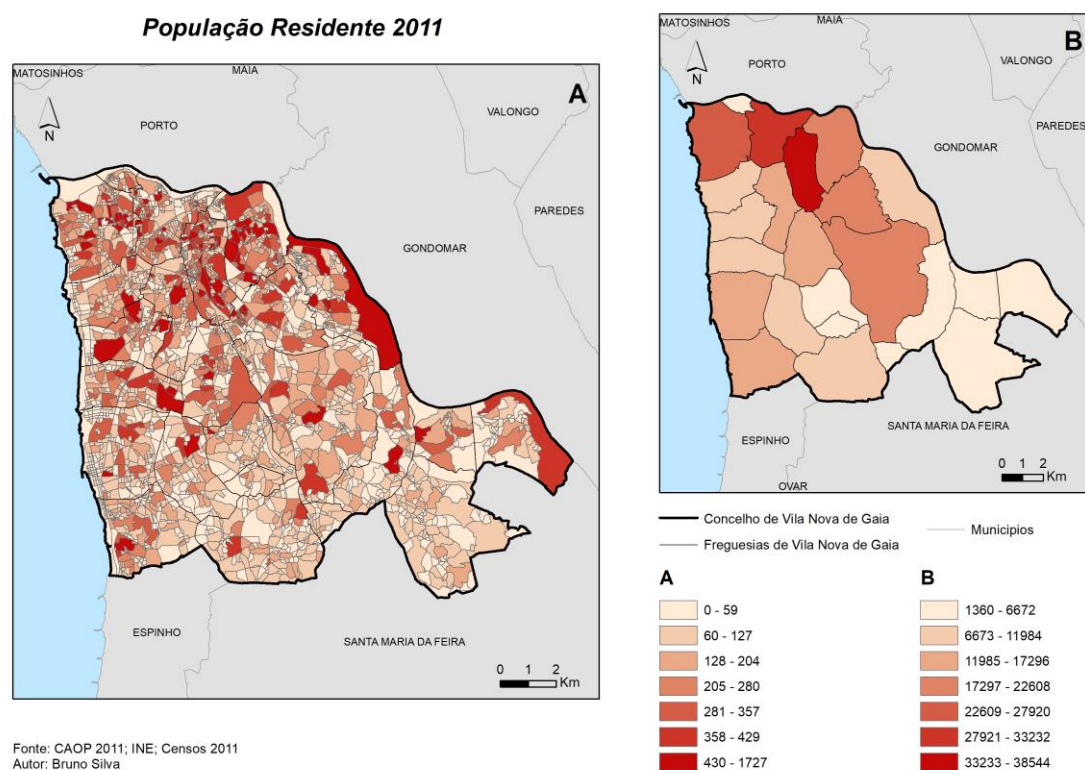 População Residente 2011
A
MATOSINHOS
MAIA
VALONGO
PORTO
N
GONDOMAR
PAREDES
ESPINHO
SANTA MARIA DA FEIRA
0 1 2
Km
B
MATOSINHOS
MAIA
VALONGO
PORTO
N
PAREDES
GONDOMAR
SANTA MARIA DA FEIRA
ESPINHO
OVAR
0 1 2
Km
Concelho de Vila Nova de Gaia
Freguesias de Vila Nova de Gaia
Municipios
A
0 - 59
60 - 127
128 - 204
205 - 280
281 - 357
358 - 429
430 - 1727
B
1360 - 6672
6673 - 11984
11985 - 17296
17297 - 22608
22609 - 27920
27921 - 33232
33233 - 38544
Fonte: CAOP 2011; INE; Censos 2011
Autor: Bruno Silva